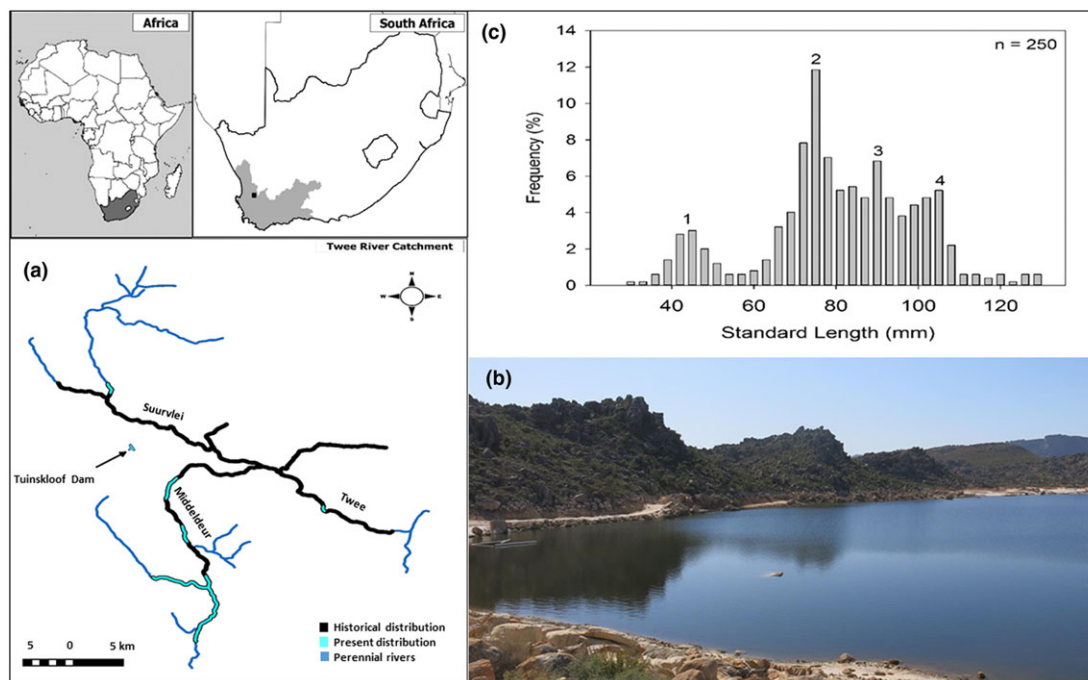 Africa
South Africa
Twee River Catchment
(a)
N
W E
S
Suurvlei
Tuinskloof Dam
Middeldeur
Twee
Historical distribution
Present distribution
Perennial rivers
5 0 5 km
(c)
n = 250
Frequency (%)
14
12
10
8
6
4
2
0
1
2
3
4
40 60 80 100 120
Standard Length (mm)
(b)